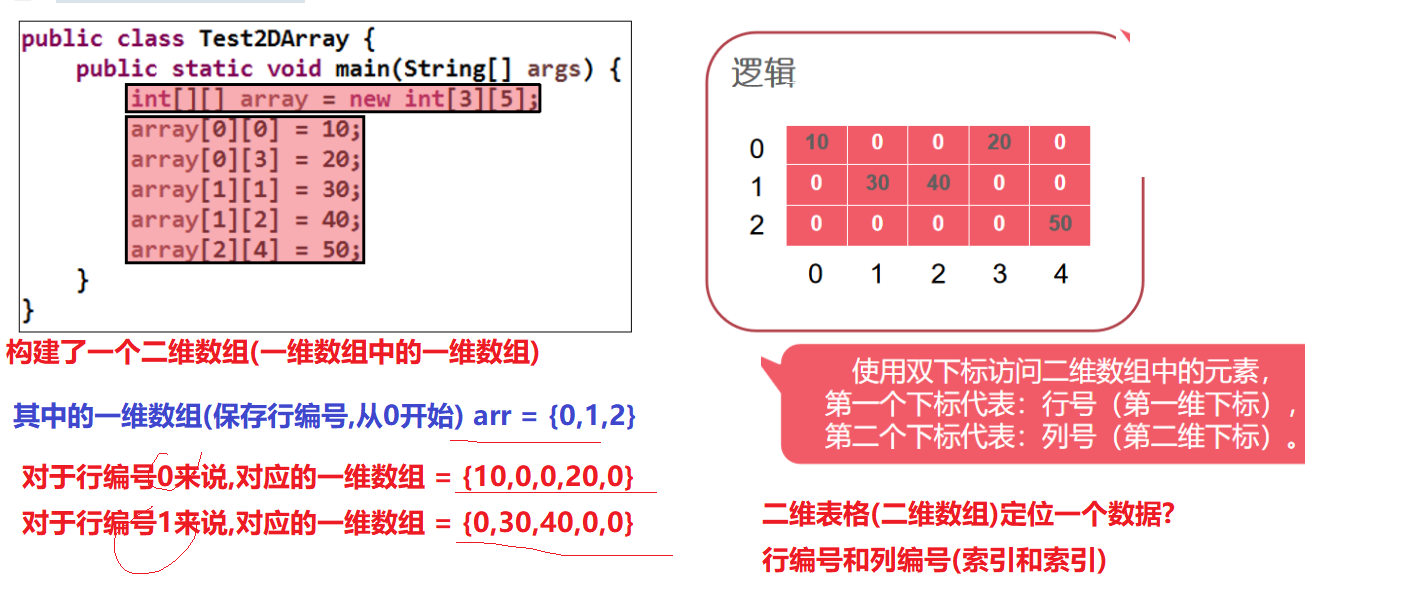 public class Test2DArray {
public static void main(String[] args) {
int[][] array = new int[3][5];
array[0][0] = 10;
array[0][3] = 20;
array[1][1] = 30;
array[1][2] = 40;
array[2][4] = 50;
}
}
构建了一个二维数组(一维数组中的一维数组)
其中的一维数组(保存行编号,从0开始) arr = {0,1,2}
对于行编号0来说,对应的一维数组 = {10,0,0,20,0}
对于行编号1来说,对应的一维数组 = {0,30,40,0,0}
逻辑
0 10 0 0 20 0
1 0 30 40 0 0
2 0 0 0 0 50
0 1 2 3 4
使用双下标访问二维数组中的元素，
第一个下标代表：行号（第一维下标），
第二个下标代表：列号（第二维下标）。
二维表格(二维数组)定位一个数据?
行编号和列编号(索引和索引)